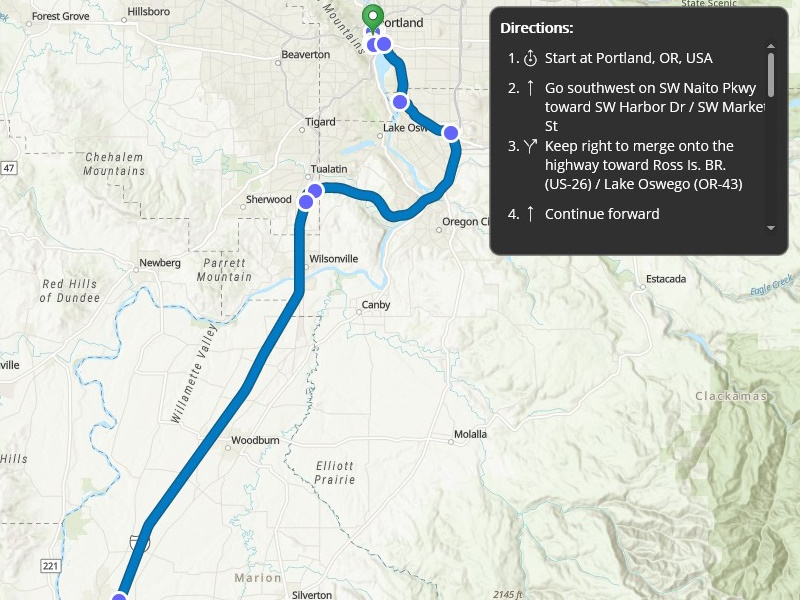 State Scenic
Hillsboro
Forest Grove
Portland
Mountains
Beaverton
Tigard
Lake Osw
47
Chehalem
Mountains
Tualatin
Sherwood
Oregon Ci
Newberg
Parrett
Mountain
Wilsonville
Red Hills
of Dundee
Canby
Estacada
Eagle Creek
Willamette Valley
ville
Clackamas
Woodburn
Molalla
Hills
Elliott
Prairie
221
Marion
Silverton
2145 ft
Directions:
1. Start at Portland, OR, USA
2. Go southwest on SW Naito Pkwy
toward SW Harbor Dr / SW Market
St
3. Keep right to merge onto the
highway toward Ross Is. BR.
(US-26) / Lake Oswego (OR-43)
4. Continue forward